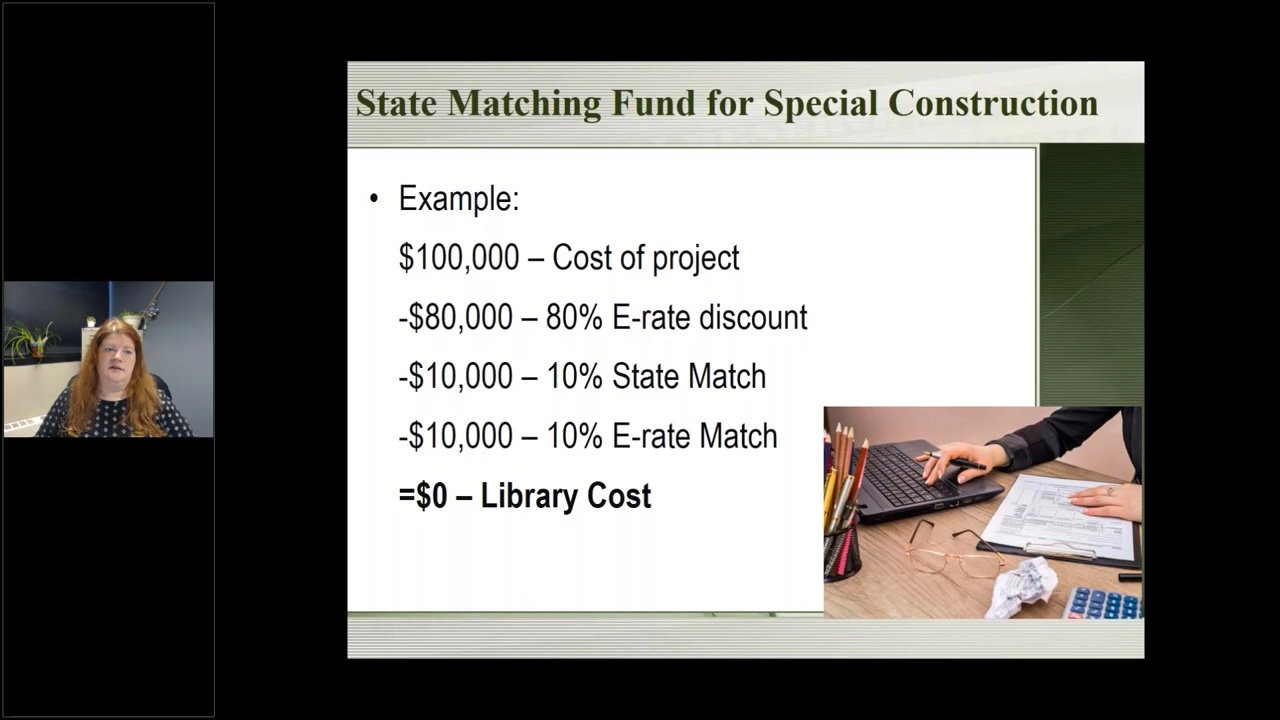 State Matching Fund for Special Construction
• Example:
$100,000 – Cost of project
-$80,000 – 80% E-rate discount
-$10,000 – 10% State Match
-$10,000 – 10% E-rate Match
=$0 – Library Cost